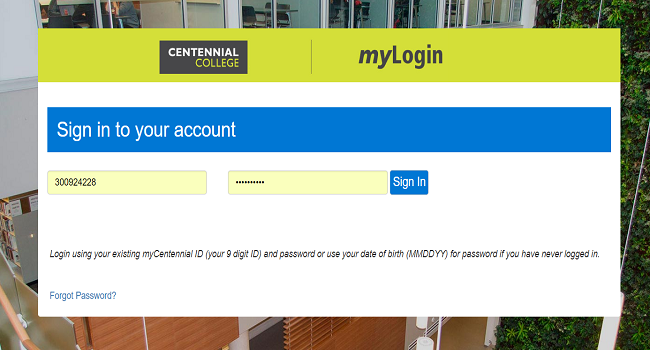 CENTENNIAL
COLLEGE
myLogin
Sign in to your account
300924228
••••••••••
Sign In
Login using your existing myCentennial ID (your 9 digit ID) and password or use your date of birth (MMDDYY) for password if you have never logged in.
Forgot Password?